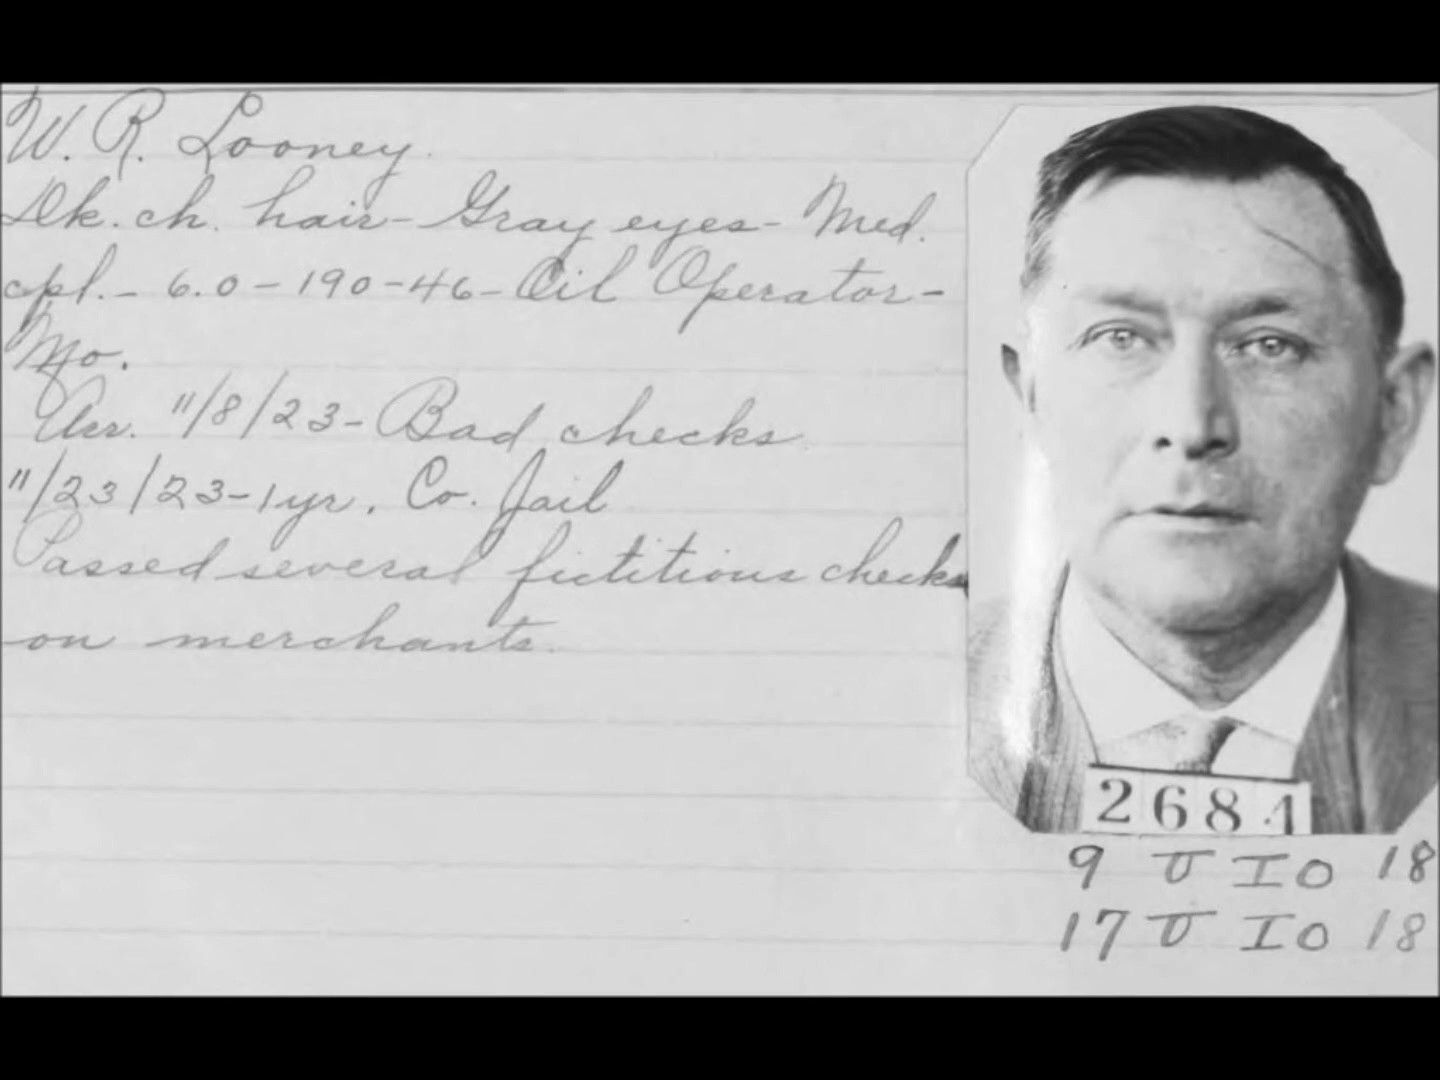 W. R. Looney.
Dk. ch. hair - Gray eyes - Med.
cpl. - 6.0 - 190 - 46 - Oil Operator -
Mo.
Arr. 11/8/23 - Bad checks
11/23/23 - 1 yr. Co. Jail
Passed several fictitious checks
on merchants.
2684
9 U IO 18
17 U IO 18